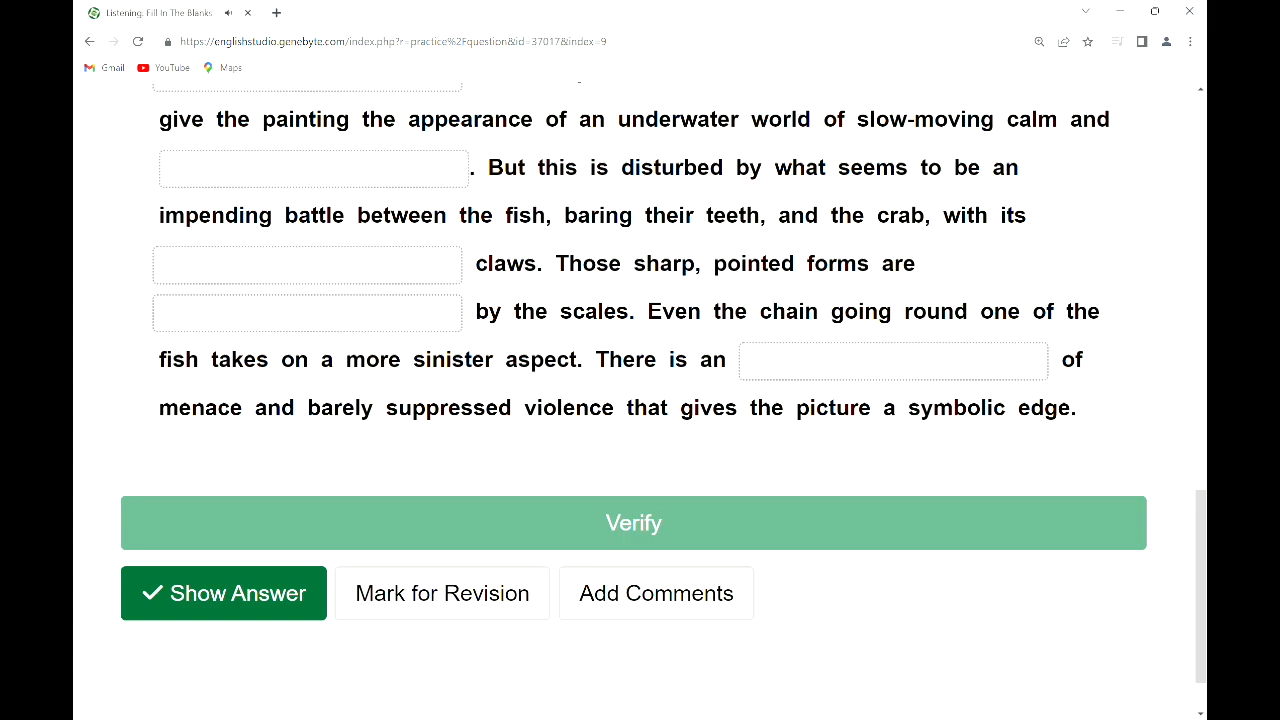 Listening: Fill In The Blanks
https://englishstudio.genebyte.com/index.php?r=practice%2Fquestion&id=37017&index=9
Gmail YouTube Maps
give the painting the appearance of an underwater world of slow-moving calm and
. But this is disturbed by what seems to be an
impending battle between the fish, baring their teeth, and the crab, with its
claws. Those sharp, pointed forms are
by the scales. Even the chain going round one of the
fish takes on a more sinister aspect. There is an of
menace and barely suppressed violence that gives the picture a symbolic edge.
Verify
Show Answer Mark for Revision Add Comments